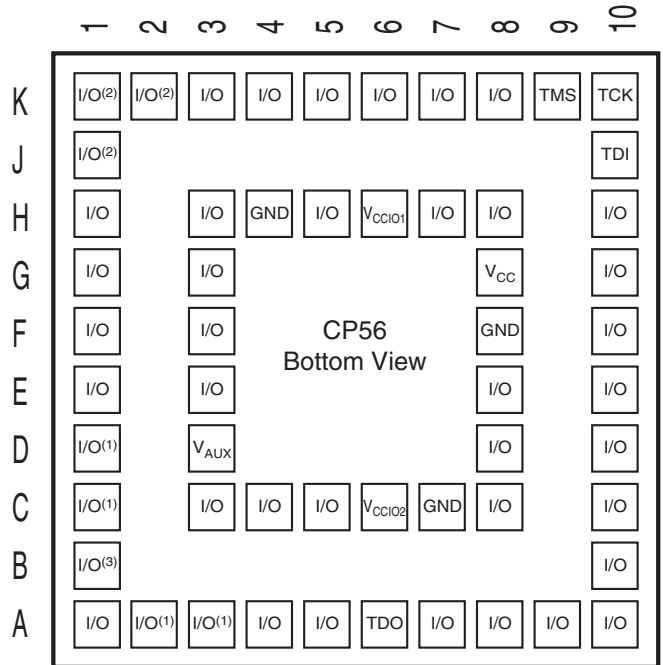 1 2 3 4 5 6 7 8 9 10
K I/O(2) I/O(2) I/O I/O I/O I/O I/O I/O TMS TCK
J I/O(2) TDI
H I/O I/O GND I/O VCCIO1 I/O I/O I/O
G I/O I/O VCC I/O
F I/O I/O CP56 GND I/O
Bottom View
E I/O I/O I/O I/O
D I/O(1) VAUX I/O I/O
C I/O(1) I/O I/O I/O VCCIO2 GND I/O I/O
B I/O(3) I/O
A I/O I/O(1) I/O(1) I/O I/O TDO I/O I/O I/O I/O